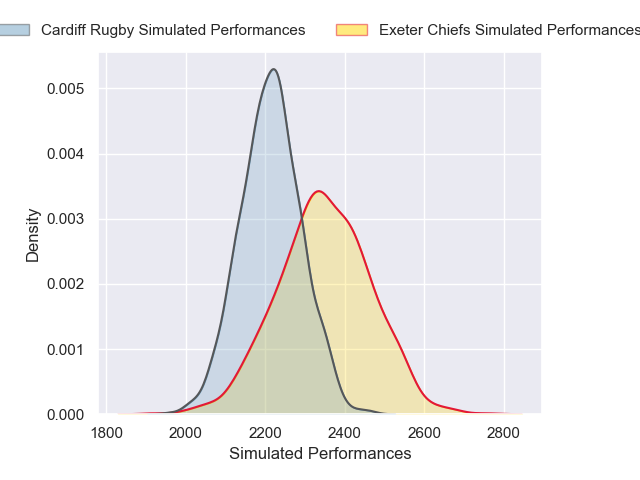 Cardiff Rugby Simulated Performances Exeter Chiefs Simulated Performances
0.005
0.004
0.003
0.002
0.001
0.000
Density
1800 2000 2200 2400 2600 2800
Simulated Performances